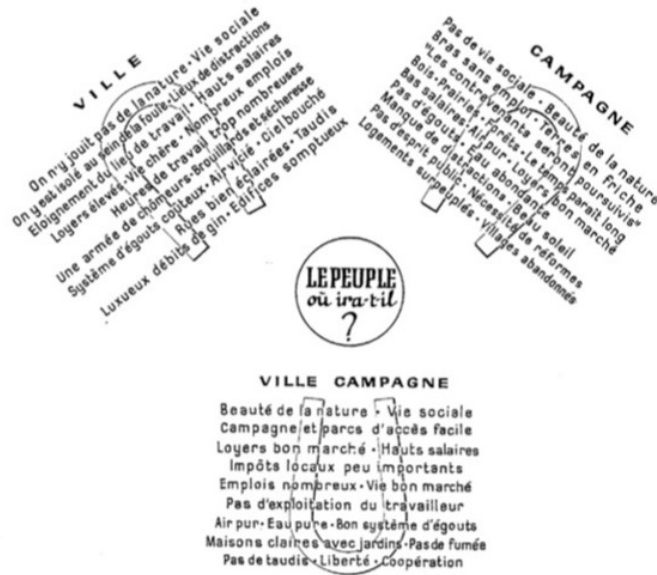 VILLE
On n'y jouit pas de la nature · Vie sociale
On y est isolé au sein de la foule · Lieux de distractions
Eloignement du lieu de travail · Hauts salaires
Loyers élevés · Vie chère · Nombreux emplois
Heures de travail trop nombreuses
Une armée de chômeurs · Brouillards et sécheresse
Système d'égouts coûteux · Air vicié · Ciel bouché
Rues bien éclairées · Taudis
Luxueux débits de gin · Edifices somptueux
CAMPAGNE
Pas de vie sociale · Beauté de la nature
Bras sans emploi · Terres en friche
"Les contrevenants seront poursuivis"
Bois · Prairies · Forêts · Le temps paraît long
Bas salaires · Air pur · Loyers bon marché
Pas d'égouts · Eau abondance
Manque de distractions · Beau soleil
Pas d'esprit public · Nécessité de réformes
Logements surpeuplés · Villages abandonnés
LE PEUPLE
où ira-t-il
?
VILLE CAMPAGNE
Beauté de la nature · Vie sociale
Campagne et parcs d'accès facile
Loyers bon marché · Hauts salaires
Impôts locaux peu importants
Emplois nombreux · Vie bon marché
Pas d'exploitation du travailleur
Air pur · Eau pure · Bon système d'égouts
Maisons claires avec jardins · Pas de fumée
Pas de taudis · Liberté · Coopération